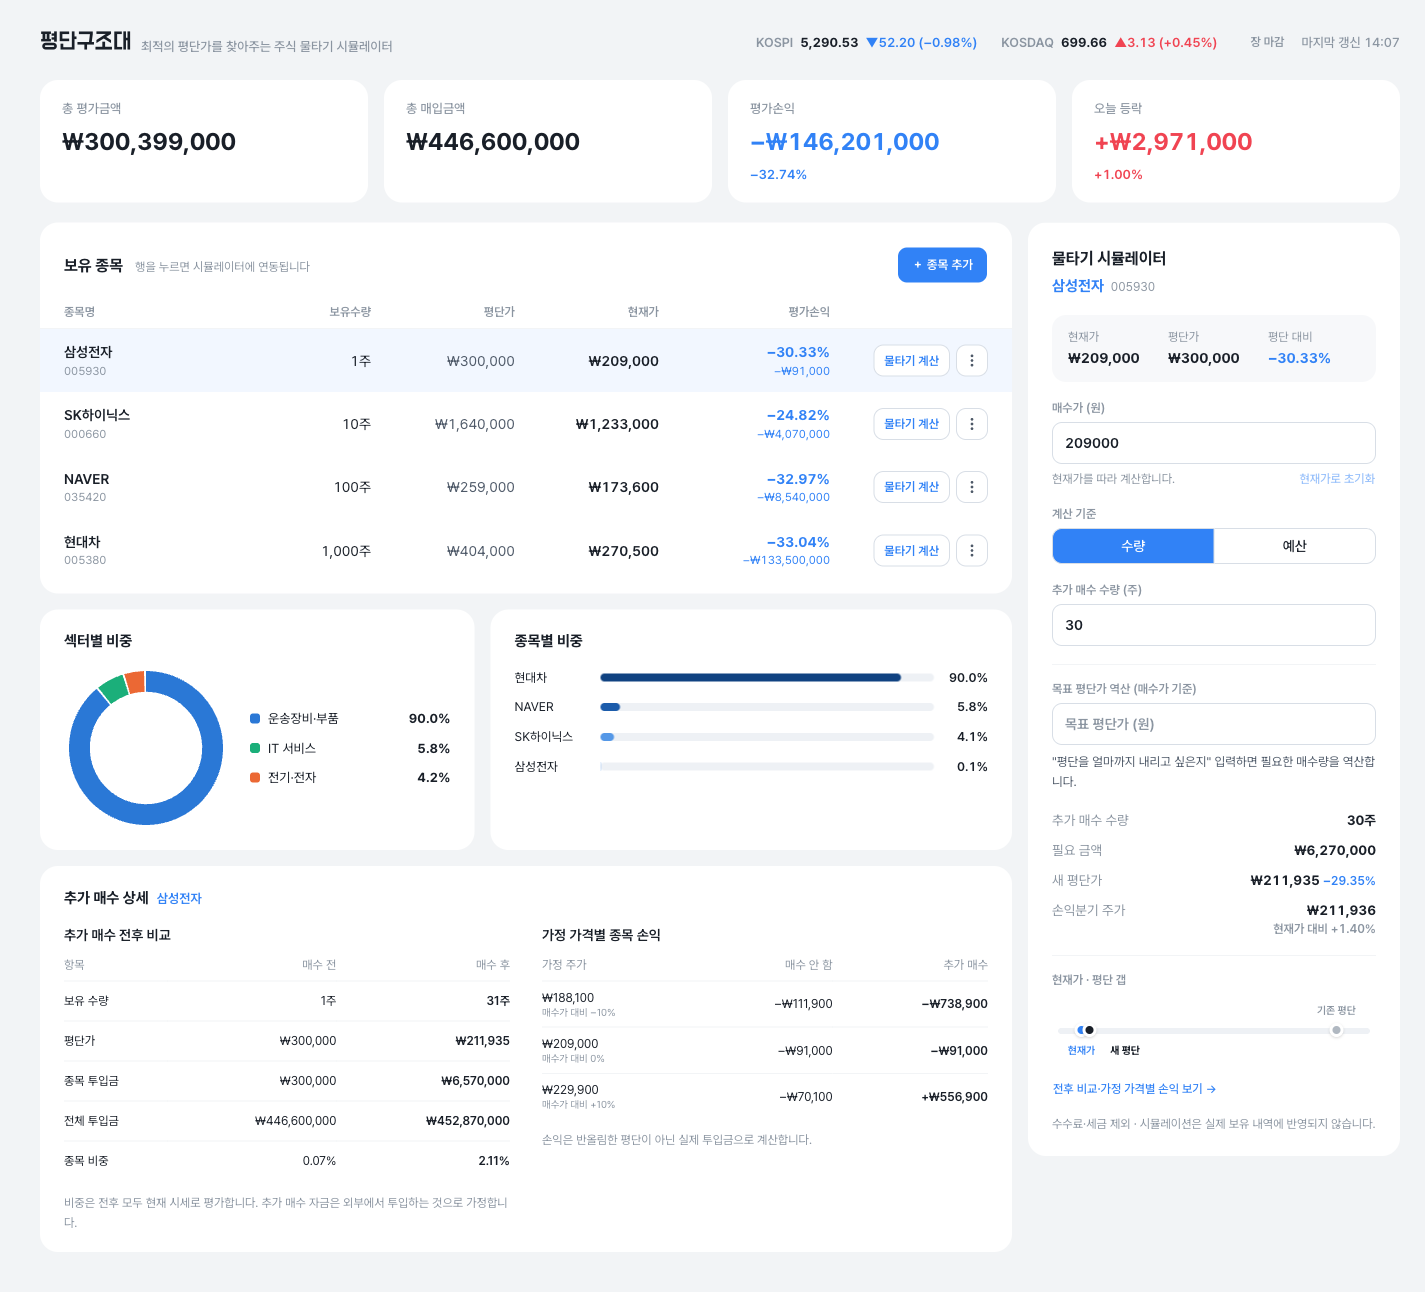 평단구조대 최적의 평단가를 찾아주는 주식 물타기 시뮬레이터
KOSPI 5,290.53 ▼52.20 (−0.98%) KOSDAQ 699.66 ▲3.13 (+0.45%) 장 마감 마지막 갱신 14:07
총 평가금액
₩300,399,000
총 매입금액
₩446,600,000
평가손익
−₩146,201,000
−32.74%
오늘 등락
+₩2,971,000
+1.00%
보유 종목 행을 누르면 시뮬레이터에 연동됩니다
+ 종목 추가
종목명 보유수량 평단가 현재가 평가손익
삼성전자 1주 ₩300,000 ₩209,000 −30.33% 물타기 계산 ⋮
005930 −₩91,000
SK하이닉스 10주 ₩1,640,000 ₩1,233,000 −24.82% 물타기 계산 ⋮
000660 −₩4,070,000
NAVER 100주 ₩259,000 ₩173,600 −32.97% 물타기 계산 ⋮
035420 −₩8,540,000
현대차 1,000주 ₩404,000 ₩270,500 −33.04% 물타기 계산 ⋮
005380 −₩133,500,000
섹터별 비중
운송장비·부품 90.0%
IT 서비스 5.8%
전기·전자 4.2%
종목별 비중
현대차 90.0%
NAVER 5.8%
SK하이닉스 4.1%
삼성전자 0.1%
추가 매수 상세 삼성전자
추가 매수 전후 비교
항목 매수 전 매수 후
보유 수량 1주 31주
평단가 ₩300,000 ₩211,935
종목 투입금 ₩300,000 ₩6,570,000
전체 투입금 ₩446,600,000 ₩452,870,000
종목 비중 0.07% 2.11%
비중은 전후 모두 현재 시세로 평가합니다. 추가 매수 자금은 외부에서 투입하는 것으로 가정합니
다.
가정 가격별 종목 손익
가정 주가 매수 안 함 추가 매수
₩188,100 −₩111,900 −₩738,900
매수가 대비 −10%
₩209,000 −₩91,000 −₩91,000
매수가 대비 0%
₩229,900 −₩70,100 +₩556,900
매수가 대비 +10%
손익은 반올림한 평단이 아닌 실제 투입금으로 계산합니다.
물타기 시뮬레이터
삼성전자 005930
현재가 평단가 평단 대비
₩209,000 ₩300,000 −30.33%
매수가 (원)
209000
현재가를 따라 계산합니다. 현재가로 초기화
계산 기준
수량 예산
추가 매수 수량 (주)
30
목표 평단가 역산 (매수가 기준)
목표 평단가 (원)
"평단을 얼마까지 내리고 싶은지" 입력하면 필요한 매수량을 역산합
니다.
추가 매수 수량 30주
필요 금액 ₩6,270,000
새 평단가 ₩211,935 −29.35%
손익분기 주가 ₩211,936
현재가 대비 +1.40%
현재가 · 평단 갭
기존 평단
현재가 새 평단
전후 비교·가정 가격별 손익 보기 →
수수료·세금 제외 · 시뮬레이션은 실제 보유 내역에 반영되지 않습니다.